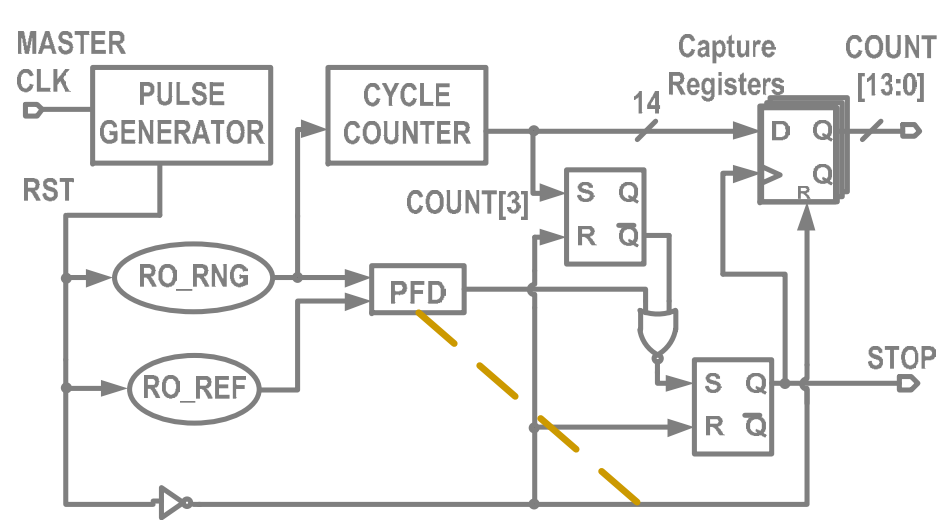 MASTER
CLK
PULSE
GENERATOR
CYCLE
COUNTER
Capture
Registers
COUNT
[13:0]
14
D Q
Q
R
RST
COUNT[3]
S Q
R Q
RO_RNG
PFD
RO_REF
STOP
S Q
R Q